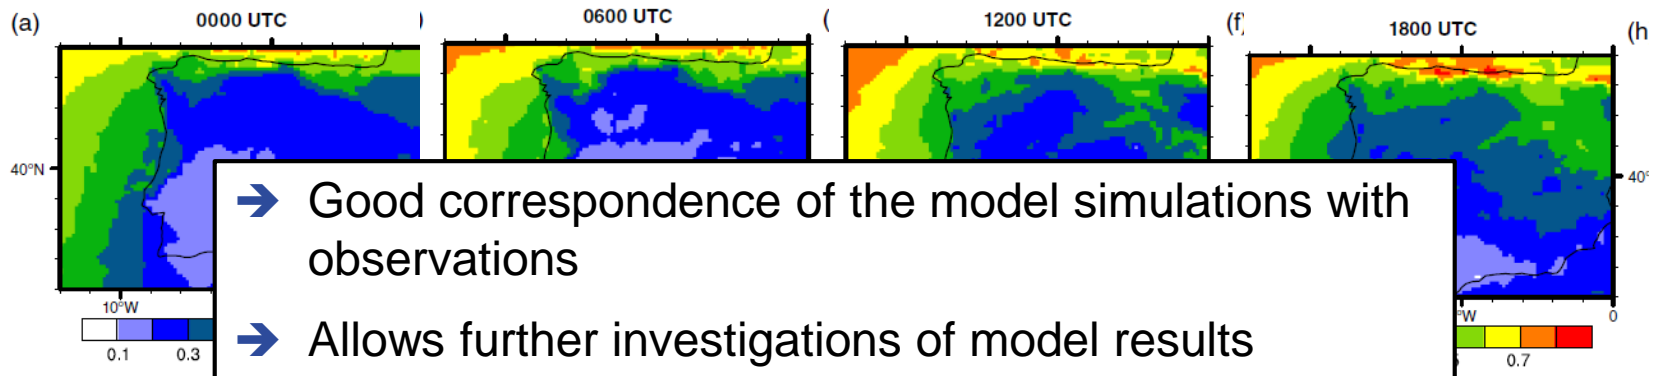 (a) 0000 UTC ) 0600 UTC ( 1200 UTC (f) 1800 UTC (h
40°N 40°
➔ Good correspondence of the model simulations with
observations
10°W °W 0
➔ Allows further investigations of model results
0.1 0.3 0.7